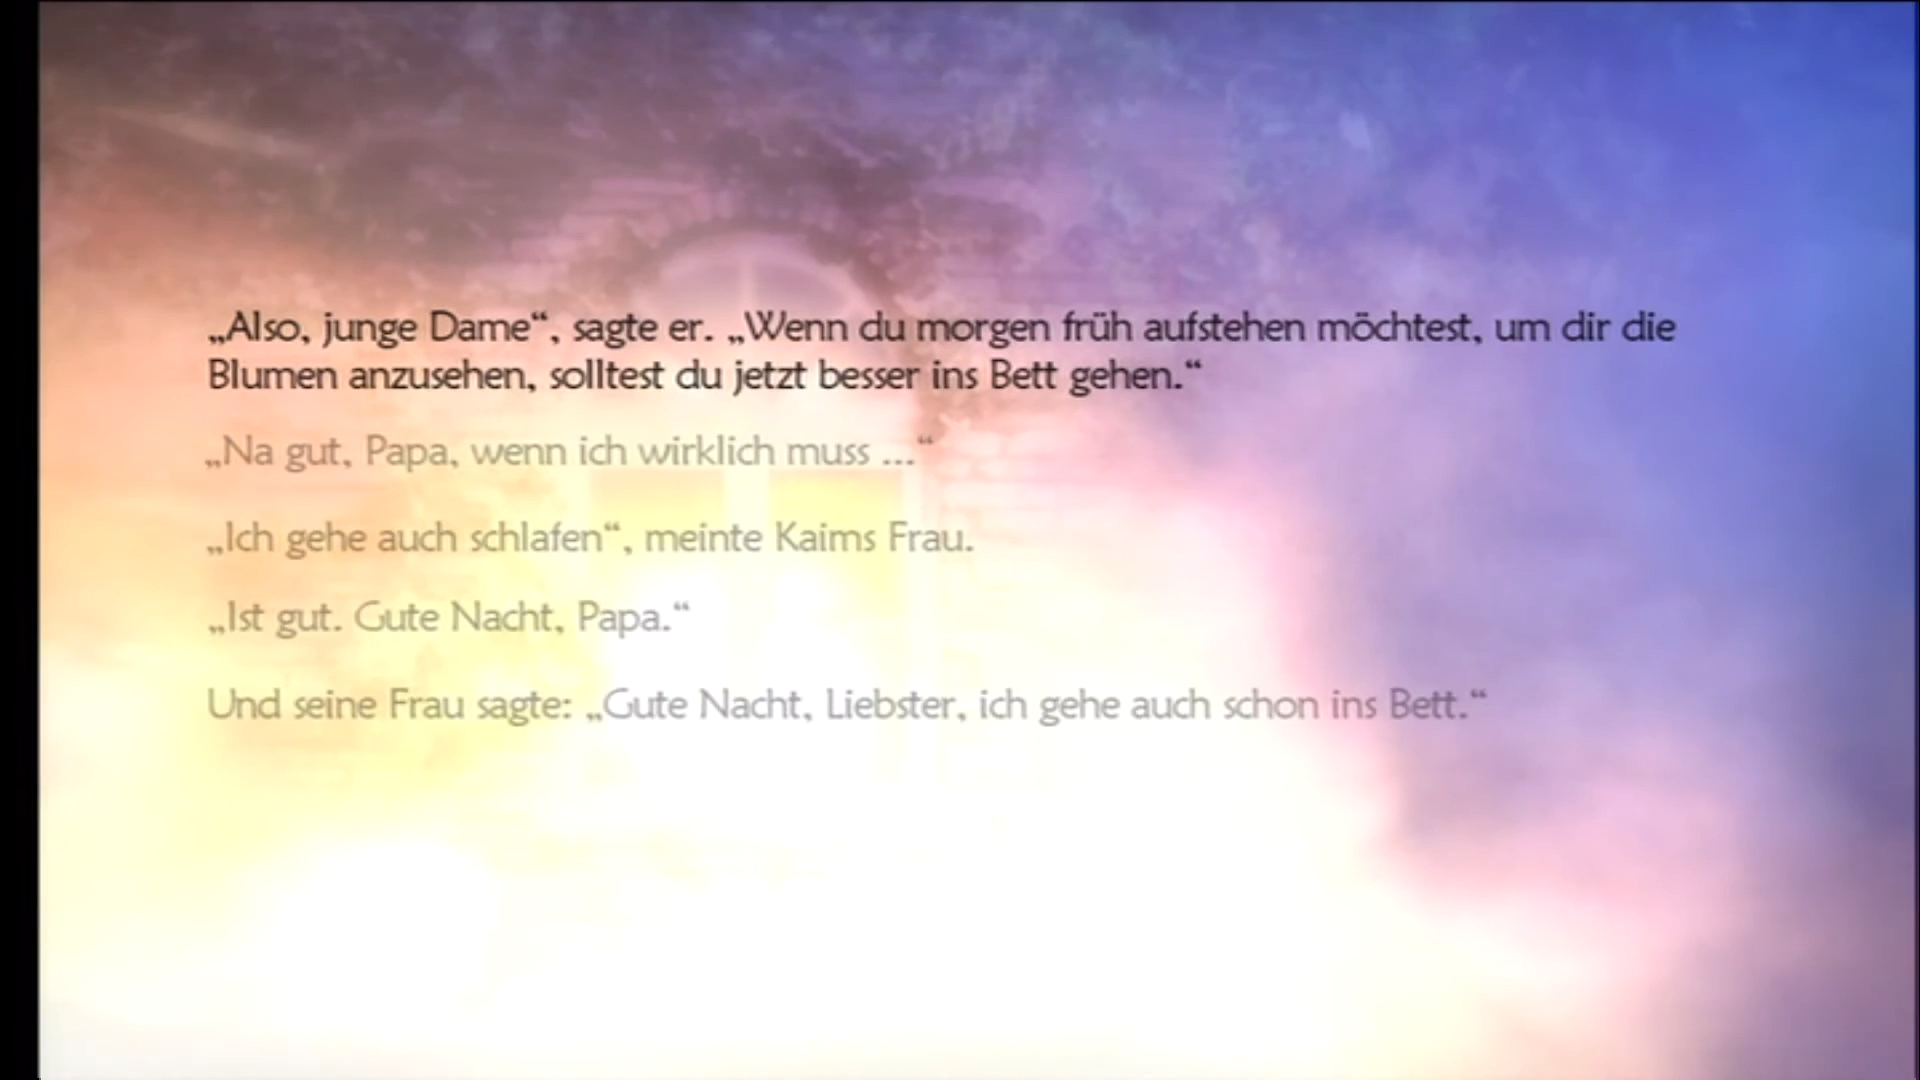 „Also, junge Dame“, sagte er. „Wenn du morgen früh aufstehen möchtest, um dir die
Blumen anzusehen, solltest du jetzt besser ins Bett gehen.“
„Na gut, Papa, wenn ich wirklich muss ...“
„Ich gehe auch schlafen“, meinte Kaims Frau.
„Ist gut. Gute Nacht, Papa.“
Und seine Frau sagte: „Gute Nacht, Liebster, ich gehe auch schon ins Bett.“